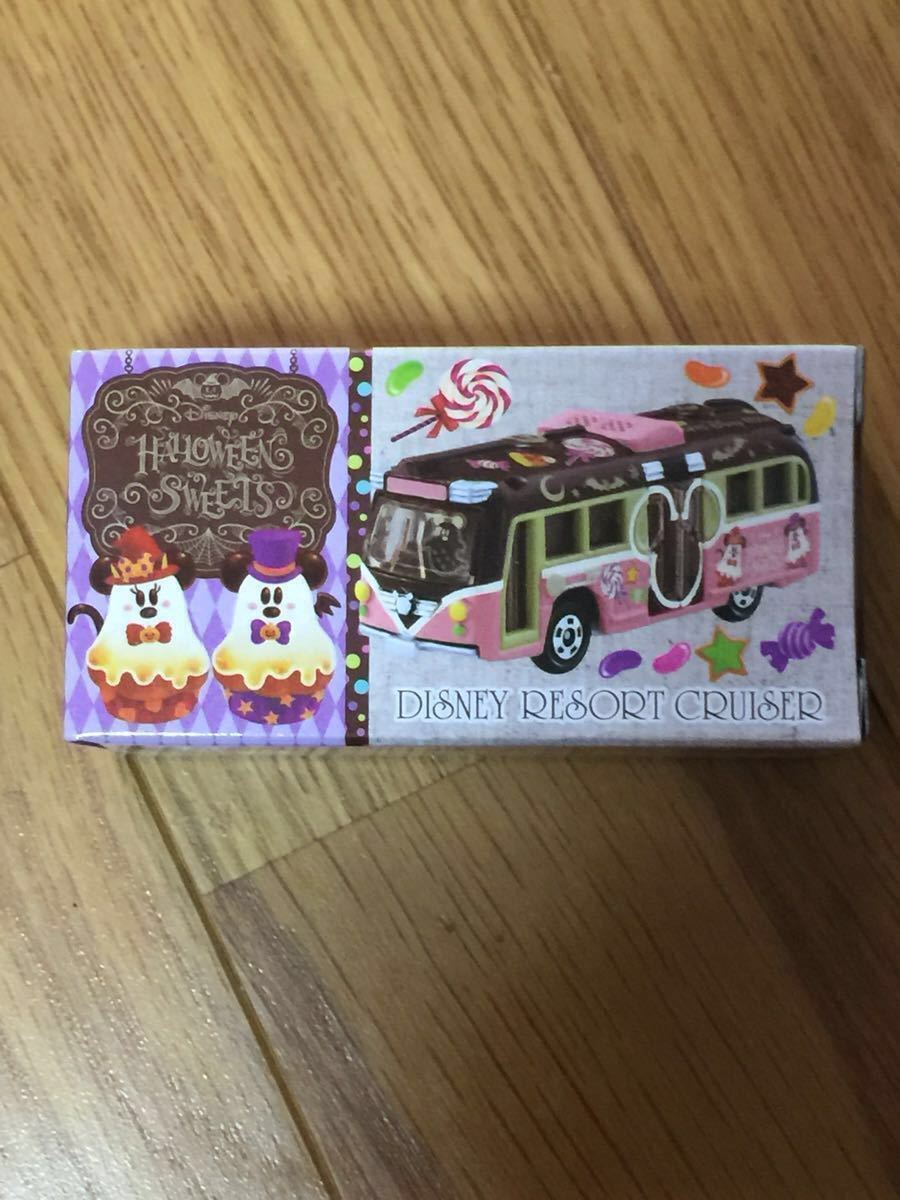 DISNEY
HALLOWEEN
SWEETS
DISNEY RESORT CRUISER